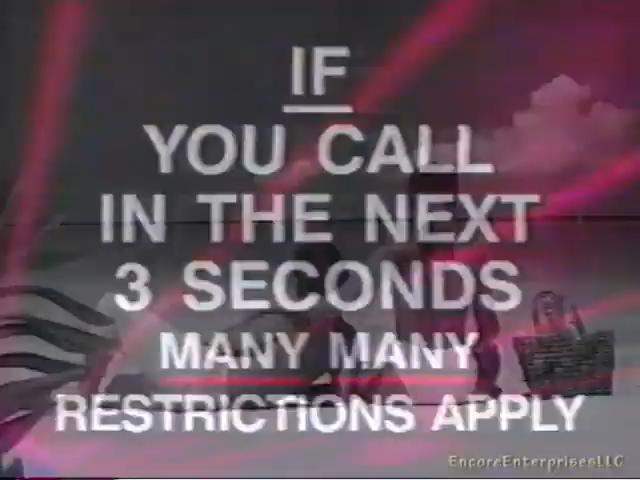 IF
YOU CALL
IN THE NEXT
3 SECONDS
MANY MANY
RESTRICTIONS APPLY
EncoreEnterprisesLLC